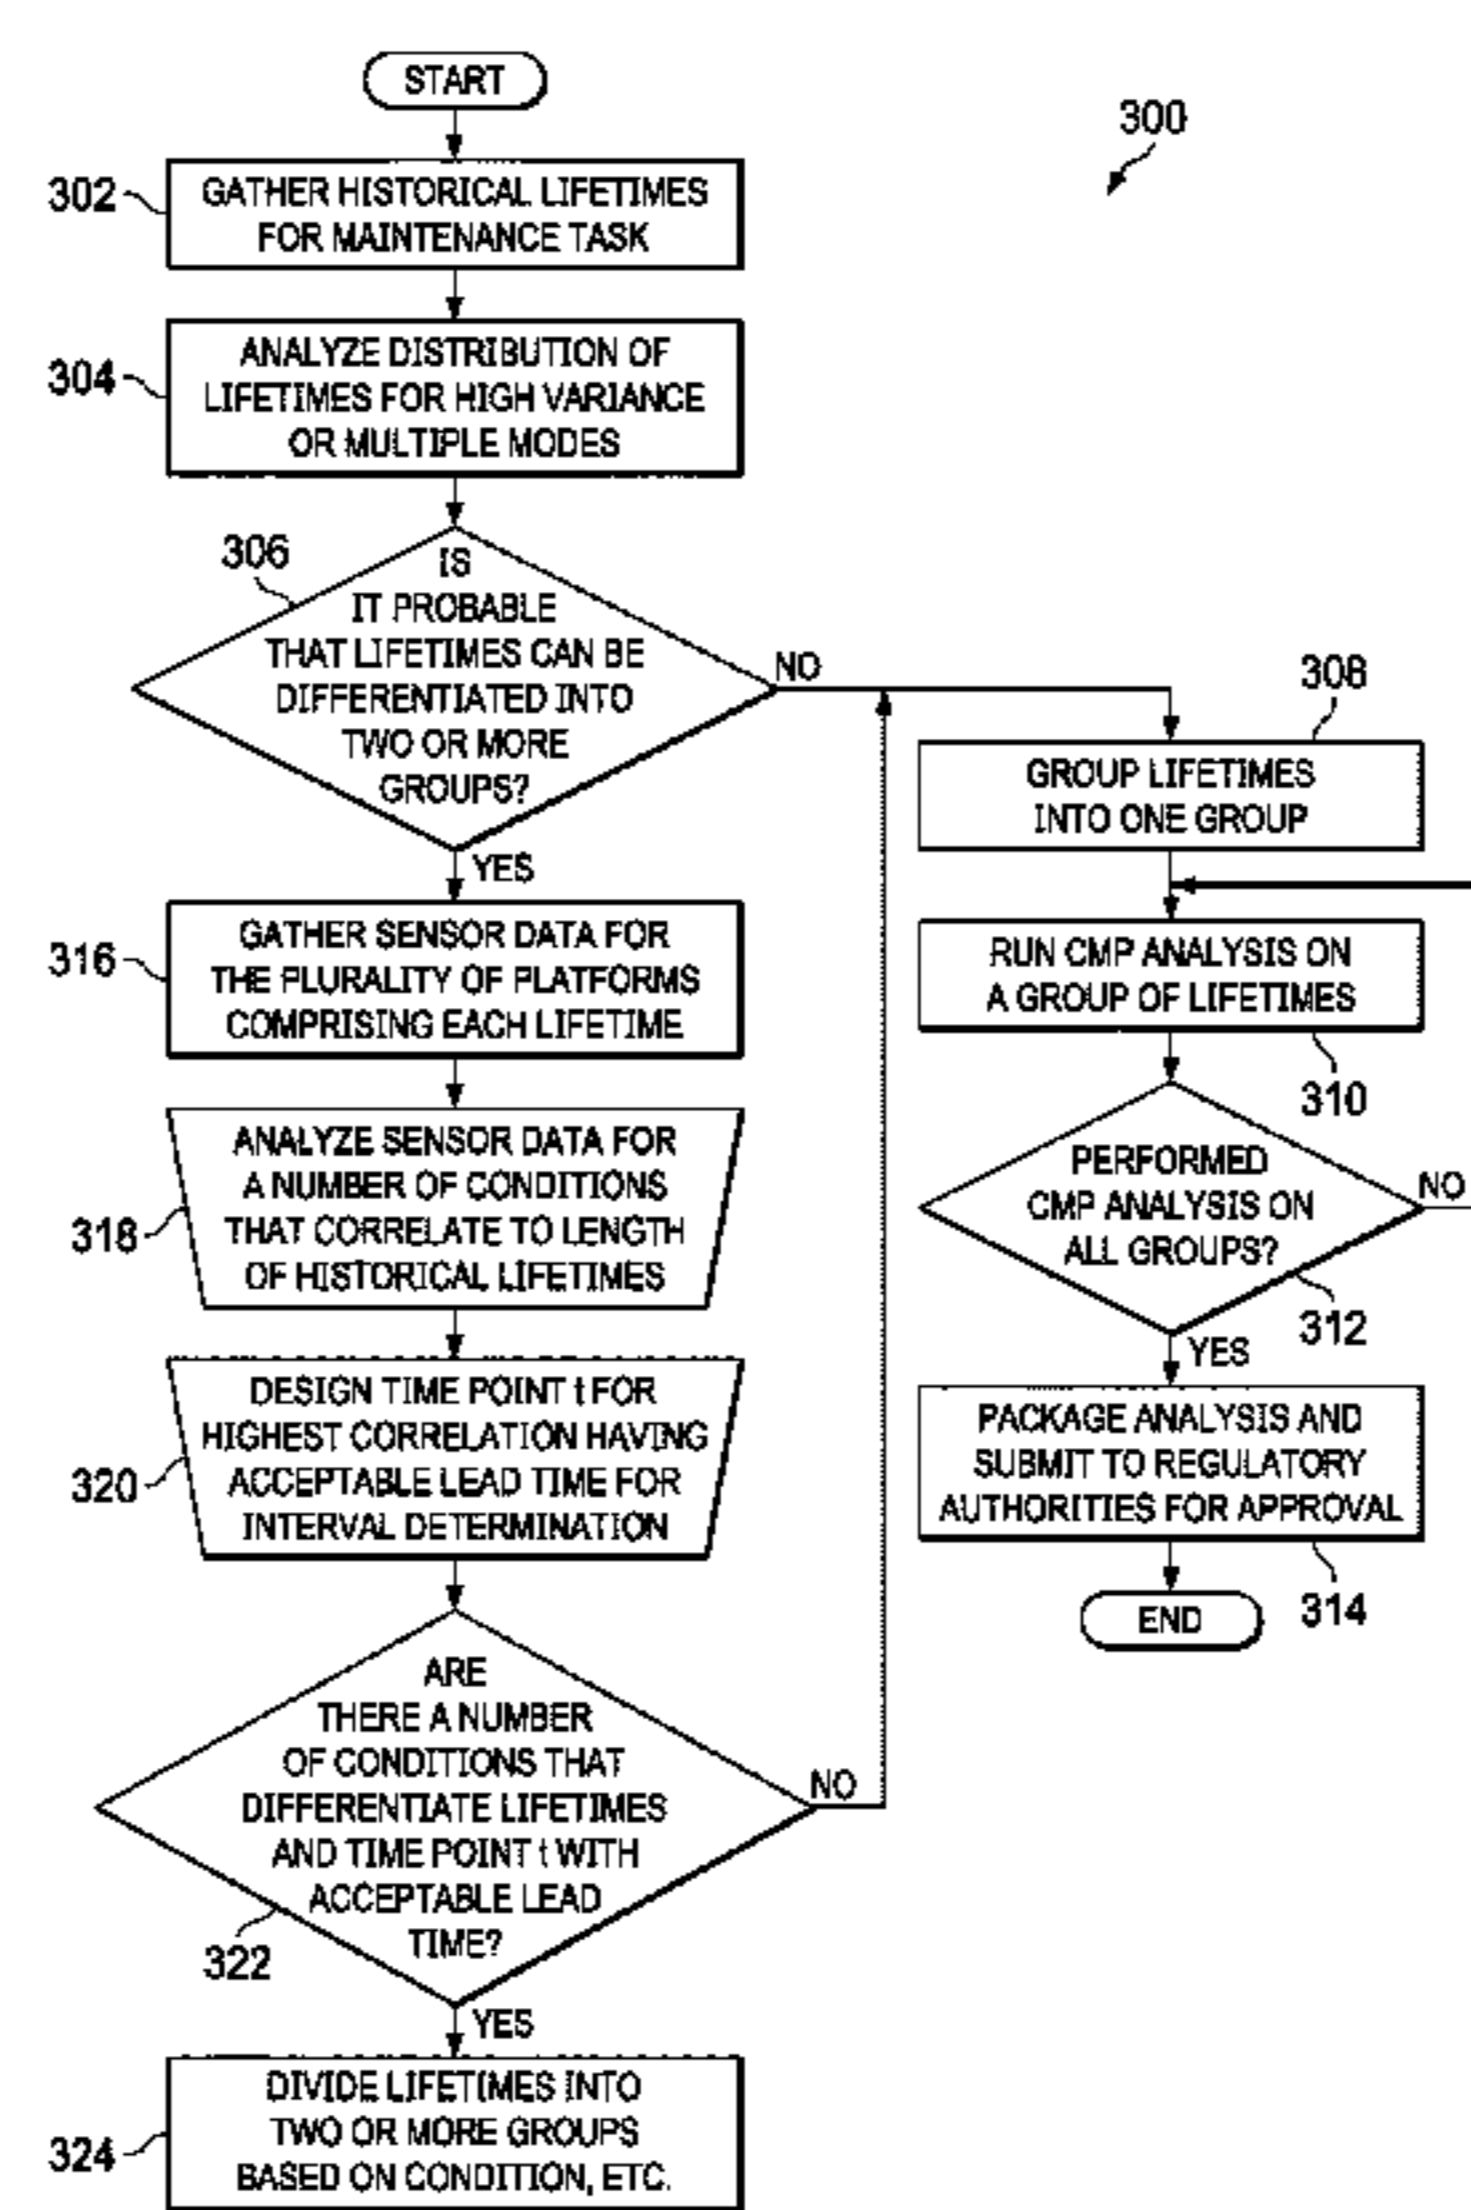 START
300
302
GATHER HISTORICAL LIFETIMES
FOR MAINTENANCE TASK
304
ANALYZE DISTRIBUTION OF
LIFETIMES FOR HIGH VARIANCE
OR MULTIPLE MODES
306
IS
IT PROBABLE
THAT LIFETIMES CAN BE
DIFFERENTIATED INTO
TWO OR MORE
GROUPS?
NO
YES
308
GROUP LIFETIMES
INTO ONE GROUP
316
GATHER SENSOR DATA FOR
THE PLURALITY OF PLATFORMS
COMPRISING EACH LIFETIME
RUN CMP ANALYSIS ON
A GROUP OF LIFETIMES
310
318
ANALYZE SENSOR DATA FOR
A NUMBER OF CONDITIONS
THAT CORRELATE TO LENGTH
OF HISTORICAL LIFETIMES
PERFORMED
CMP ANALYSIS ON
ALL GROUPS?
NO
312
YES
320
DESIGN TIME POINT t FOR
HIGHEST CORRELATION HAVING
ACCEPTABLE LEAD TIME FOR
INTERVAL DETERMINATION
PACKAGE ANALYSIS AND
SUBMIT TO REGULATORY
AUTHORITIES FOR APPROVAL
314
END
ARE
THERE A NUMBER
OF CONDITIONS THAT
DIFFERENTIATE LIFETIMES
AND TIME POINT t WITH
ACCEPTABLE LEAD
TIME?
NO
322
YES
324
DIVIDE LIFETIMES INTO
TWO OR MORE GROUPS
BASED ON CONDITION, ETC.